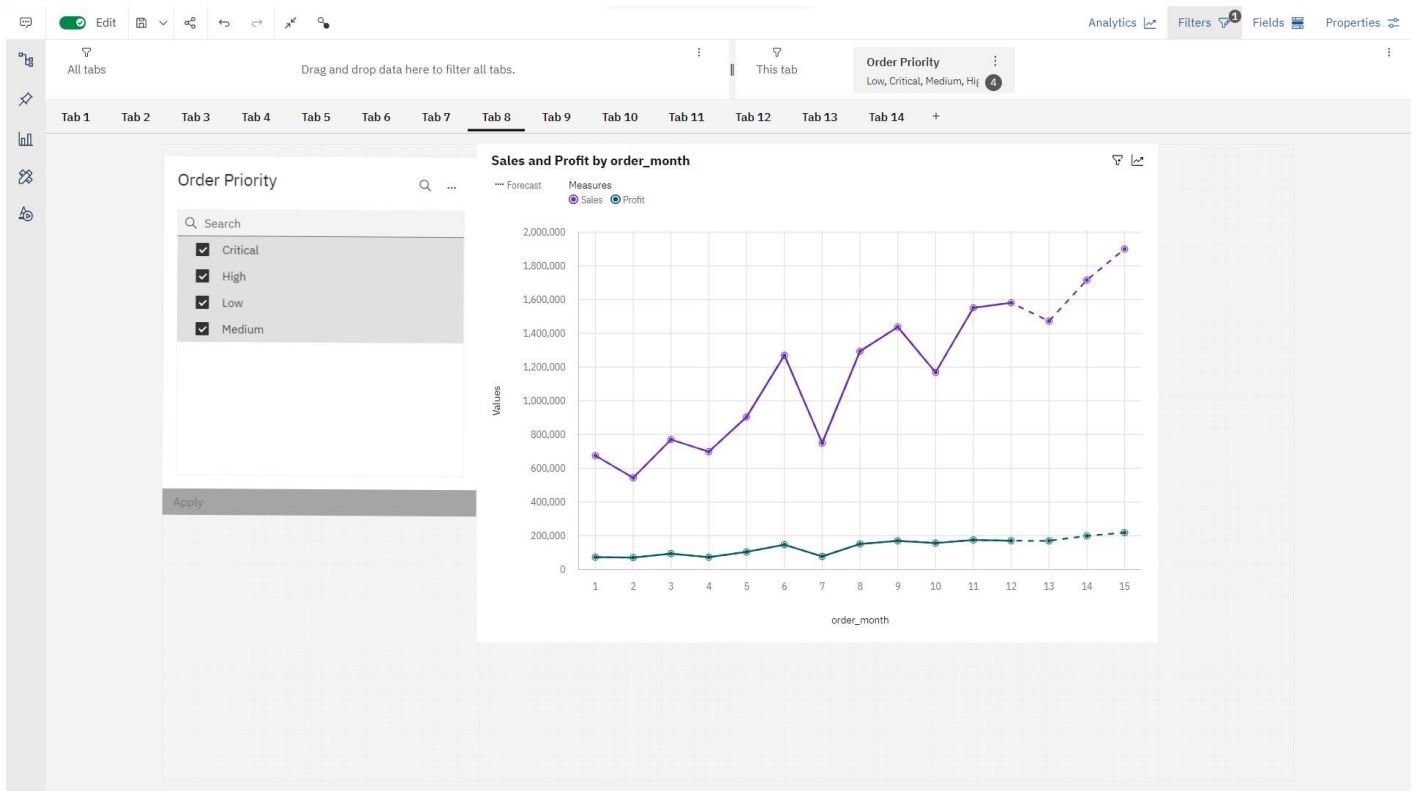 Edit
Analytics
Filters
1
Fields
Properties
All tabs
Drag and drop data here to filter all tabs.
This tab
Order Priority
Low, Critical, Medium, Hig
4
Tab 1 Tab 2 Tab 3 Tab 4 Tab 5 Tab 6 Tab 7 Tab 8 Tab 9 Tab 10 Tab 11 Tab 12 Tab 13 Tab 14 +
Order Priority
Search
Critical
High
Low
Medium
Apply
Sales and Profit by order_month
Forecast
Measures
Sales Profit
Values
2,000,000
1,800,000
1,600,000
1,400,000
1,200,000
1,000,000
800,000
600,000
400,000
200,000
0
1 2 3 4 5 6 7 8 9 10 11 12 13 14 15
order_month